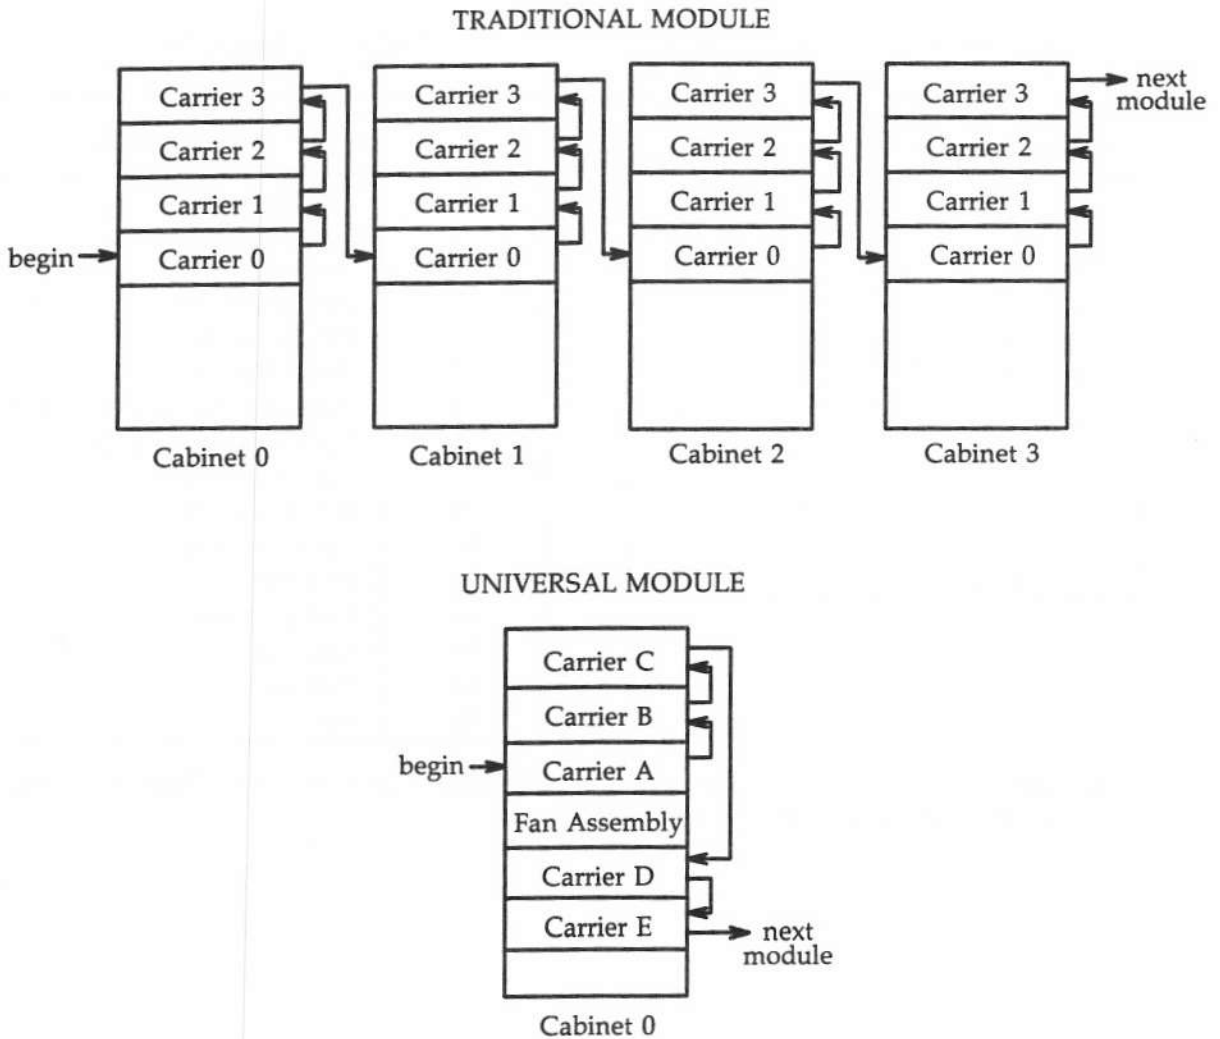 TRADITIONAL MODULE
Carrier 3
Carrier 2
Carrier 1
begin
Carrier 0
Cabinet 0
Carrier 3
Carrier 2
Carrier 1
Carrier 0
Cabinet 1
Carrier 3
Carrier 2
Carrier 1
Carrier 0
Cabinet 2
Carrier 3
Carrier 2
Carrier 1
Carrier 0
Cabinet 3
next
module
UNIVERSAL MODULE
Carrier C
Carrier B
begin
Carrier A
Fan Assembly
Carrier D
Carrier E
next
module
Cabinet 0